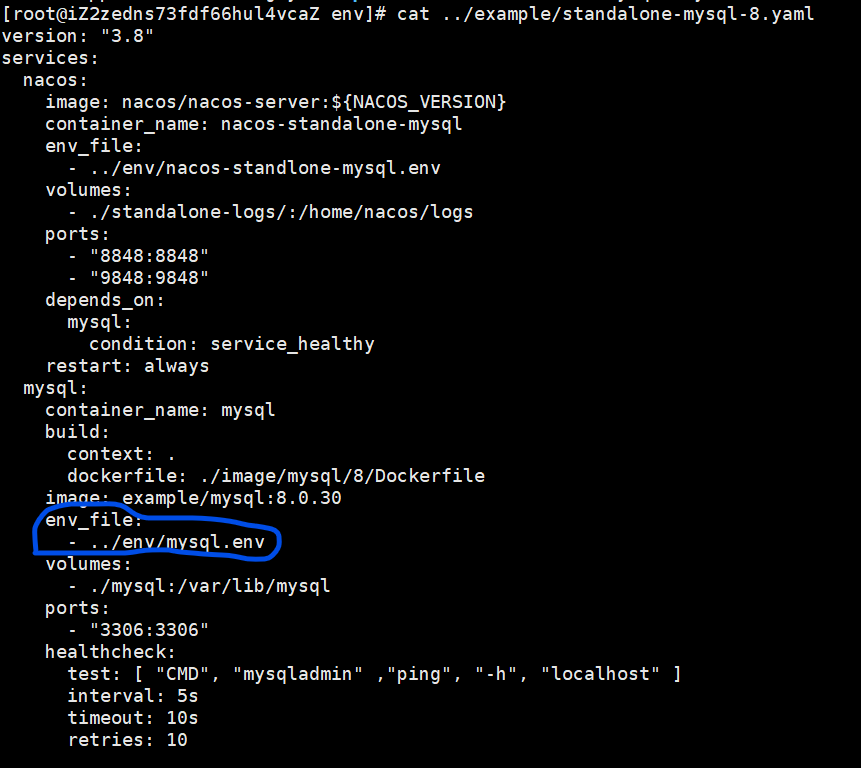 [root@iZ2zedns73fdf66hul4vcaZ env]# cat ../example/standalone-mysql-8.yaml
version: "3.8"
services:
  nacos:
    image: nacos/nacos-server:${NACOS_VERSION}
    container_name: nacos-standalone-mysql
    env_file:
      - ../env/nacos-standlone-mysql.env
    volumes:
      - ./standalone-logs/:/home/nacos/logs
    ports:
      - "8848:8848"
      - "9848:9848"
    depends_on:
      mysql:
        condition: service_healthy
    restart: always
  mysql:
    container_name: mysql
    build:
      context: .
      dockerfile: ./image/mysql/8/Dockerfile
    image: example/mysql:8.0.30
    env_file:
      - ../env/mysql.env
    volumes:
      - ./mysql:/var/lib/mysql
    ports:
      - "3306:3306"
    healthcheck:
      test: [ "CMD", "mysqladmin" ,"ping", "-h", "localhost" ]
      interval: 5s
      timeout: 10s
      retries: 10